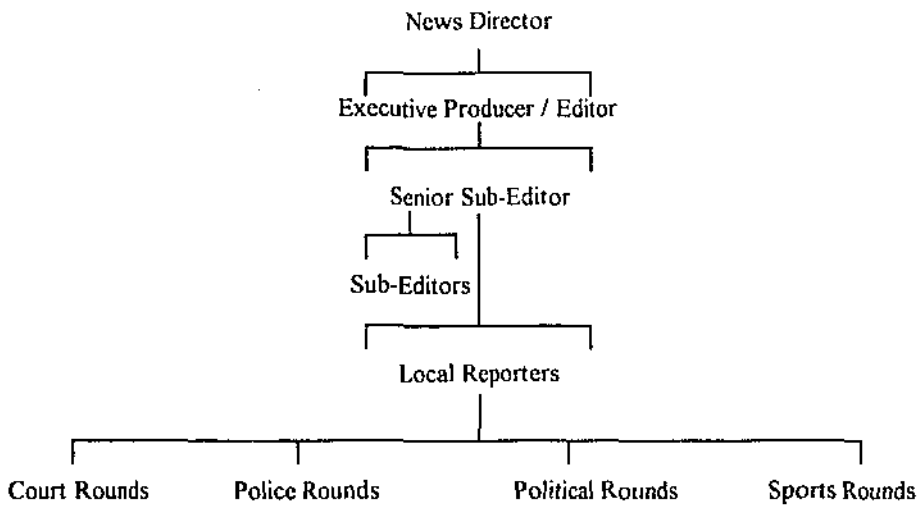 News Director
Executive Producer / Editor
Senior Sub-Editor
Sub-Editors
Local Reporters
Court Rounds Police Rounds Political Rounds Sports Rounds